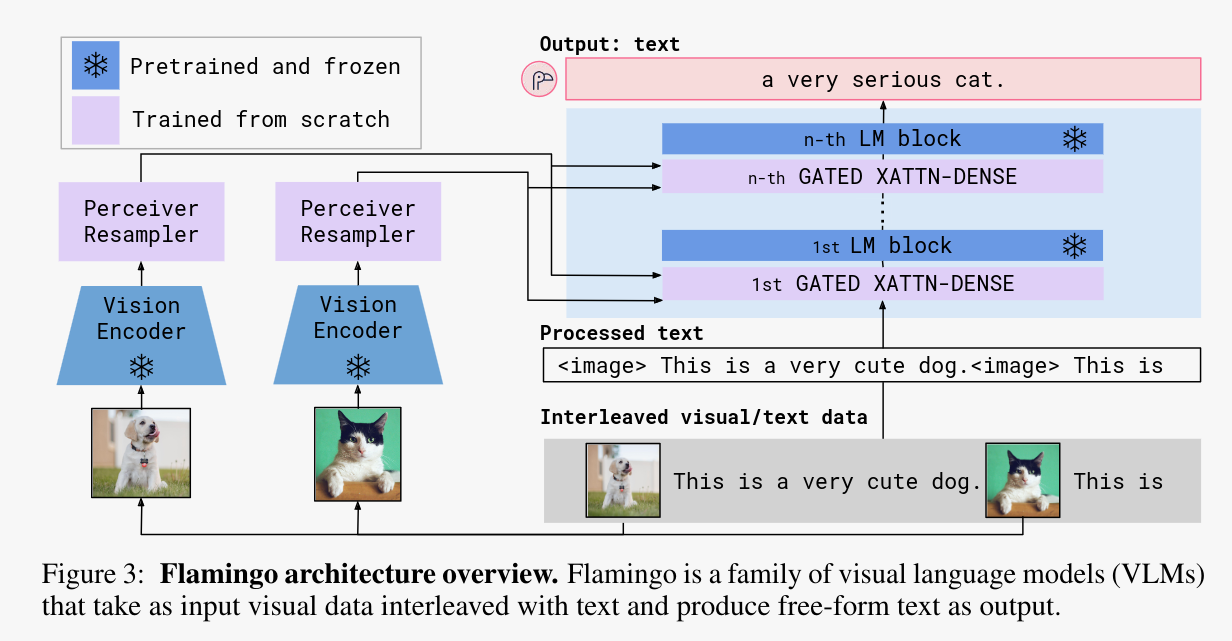 Pretrained and frozen
Trained from scratch
Output: text
a very serious cat.
n-th LM block
n-th GATED XATTN-DENSE
1st LM block
1st GATED XATTN-DENSE
Perceiver
Resampler
Perceiver
Resampler
Vision
Encoder
Vision
Encoder
Processed text
<image> This is a very cute dog.<image> This is
Interleaved visual/text data
This is a very cute dog.
This is
Figure 3: Flamingo architecture overview. Flamingo is a family of visual language models (VLMs)
that take as input visual data interleaved with text and produce free-form text as output.